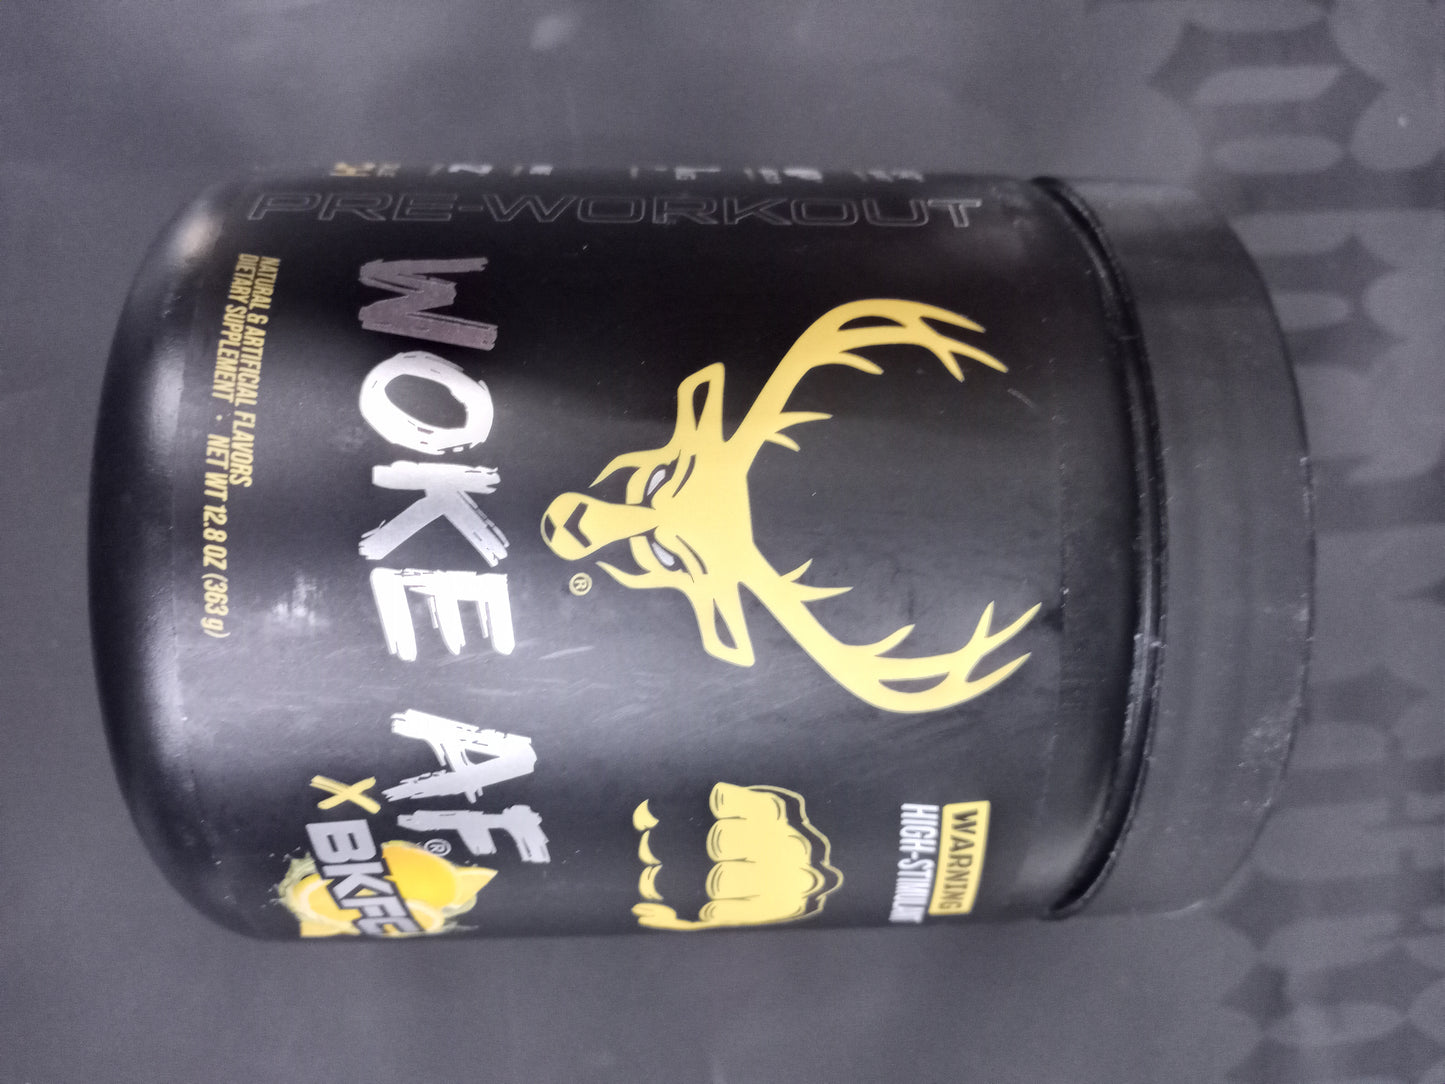 WARNING
HIGH-STIMULANT
®
PRE-WORKOUT
WOKE AF®
X BKFC
NATURAL & ARTIFICIAL FLAVORS
DIETARY SUPPLEMENT · NET WT 12.8 OZ (363 g)